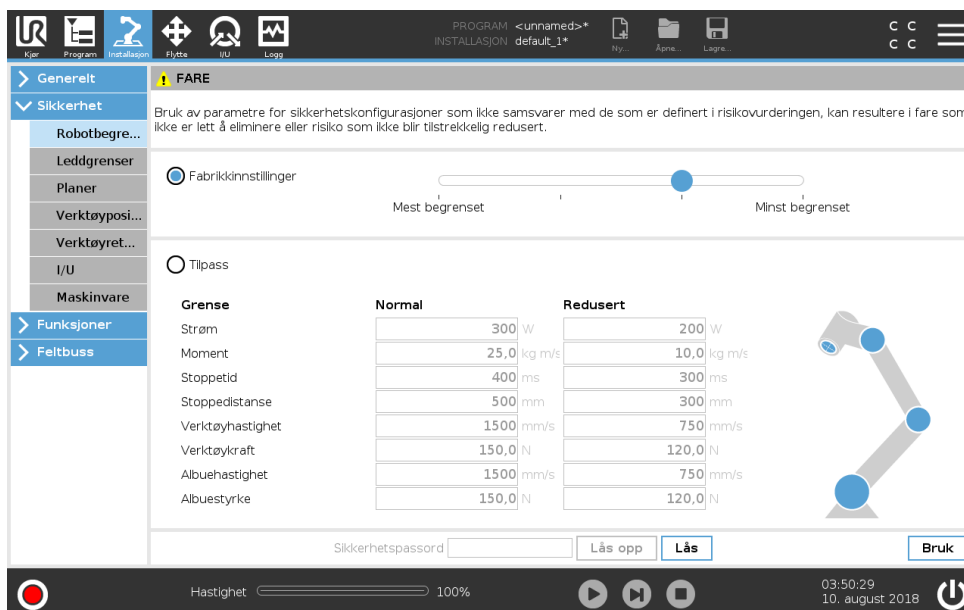 UR
PROGRAM <unnamed>*
INSTALLASJON default_1*
Kjør Program Installasjon Flytte I/U Logg Ny... Åpne... Lagre...
C C
C C
Generelt
Sikkerhet
Robotbegre...
Leddgrenser
Planer
Verktøyposi...
Verktøyret...
I/U
Maskinvare
Funksjoner
Feltbuss
FARE
Bruk av parametre for sikkerhetskonfigurasjoner som ikke samsvarer med de som er definert i risikovurderingen, kan resultere i fare som
ikke er lett å eliminere eller risiko som ikke blir tilstrekkelig redusert.
Fabrikkinnstillinger
Mest begrenset Minst begrenset
Tilpass
Grense Normal Redusert
Strøm 300 W 200 W
Moment 25,0 kg m/s 10,0 kg m/s
Stoppetid 400 ms 300 ms
Stoppedistanse 500 mm 300 mm
Verktøyhastighet 1500 mm/s 750 mm/s
Verktøykraft 150,0 N 120,0 N
Albuehastighet 1500 mm/s 750 mm/s
Albuestyrke 150,0 N 120,0 N
Sikkerhetspassord Lås opp Lås Bruk
Hastighet 100%
03:50:29
10. august 2018